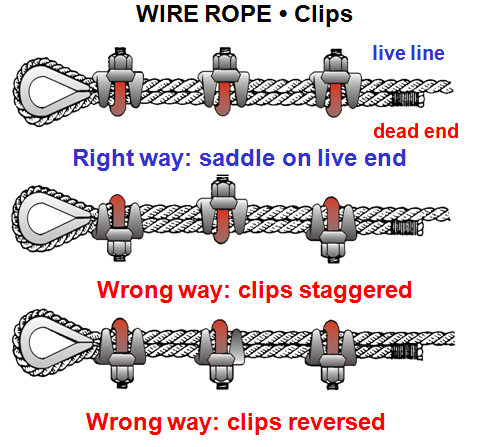 WIRE ROPE • Clips
live line
dead end
Right way: saddle on live end
Wrong way: clips staggered
Wrong way: clips reversed